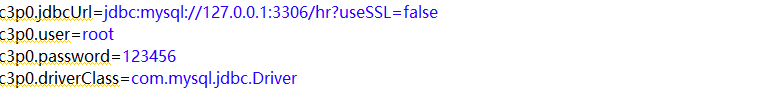 c3p0.jdbcUrl=jdbc:mysql://127.0.0.1:3306/hr?useSSL=false
c3p0.user=root
c3p0.password=123456
c3p0.driverClass=com.mysql.jdbc.Driver